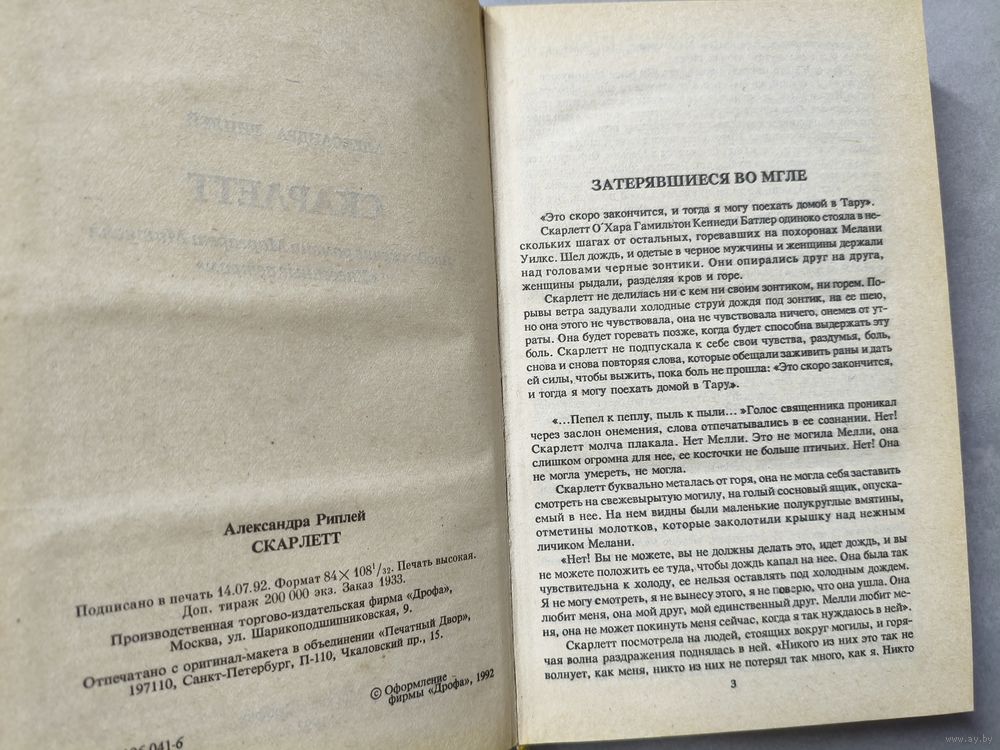 Александра Риплей
СКАРЛЕТТ
Подписано в печать 14.07.92. Формат 84×108¹/₃₂. Печать высокая.
Доп. тираж 200 000 экз. Заказ 1933.
Производственная торгово-издательская фирма «Дрофа»,
Москва, ул. Шарикоподшипниковская, 9.
Отпечатано с оригинал-макета в объединении «Печатный Двор»,
197110, Санкт-Петербург, П-110, Чкаловский пр., 15.
© Оформление
фирмы «Дрофа», 1992
041-6
ЗАТЕРЯВШИЕСЯ ВО МГЛЕ
«Это скоро закончится, и тогда я могу поехать домой в Тару».
Скарлетт О'Хара Гамильтон Кеннеди Батлер одиноко стояла в не-
скольких шагах от остальных, горевавших на похоронах Мелани
Уилкс. Шел дождь, и одетые в черное мужчины и женщины держали
над головами черные зонтики. Они опирались друг на друга,
женщины рыдали, разделяя кров и горе.
Скарлетт не делилась ни с кем ни своим зонтиком, ни горем. По-
рывы ветра задували холодные струи дождя под зонтик, на ее шею,
но она этого не чувствовала, она не чувствовала ничего, онемев от ут-
раты. Она будет горевать позже, когда будет способна выдержать эту
боль. Скарлетт не подпускала к себе свои чувства, раздумья, боль,
снова и снова повторяя слова, которые обещали заживить раны и дать
ей силы, чтобы выжить, пока боль не прошла: «Это скоро закончится,
и тогда я могу поехать домой в Тару».
«...Пепел к пеплу, пыль к пыли... »Голос священника проникал
через заслон онемения, слова отпечатывались в ее сознании. Нет!
Скарлетт молча плакала. Нет Мелли. Это не могила Мелли, она
слишком огромна для нее, ее косточки не больше птичьих. Нет! Она
не могла умереть, не могла.
Скарлетт буквально металась от горя, она не могла себя заставить
смотреть на свежевырытую могилу, на голый сосновый ящик, опуска-
емый в нее. На нем видны были маленькие полукруглые вмятины,
отметины молотков, которые заколотили крышку над нежным
личиком Мелани.
«Нет! Вы не можете, вы не должны делать это, идет дождь, и вы
не можете положить ее туда, чтобы дождь капал на нее. Она была так
чувствительна к холоду, ее нельзя оставлять под холодным дождем.
Я не могу смотреть, я не вынесу этого, я не поверю, что она ушла. Она
любит меня, она мой друг, мой единственный друг. Мелли любит ме-
ня, она не может покинуть меня сейчас, когда я так нуждаюсь в ней».
Скарлетт посмотрела на людей, стоящих вокруг могилы, и горя-
чая волна раздражения поднялась в ней. «Никого из них это так не
волнует, как меня, никто из них не потерял так много, как я. Никто
3
www.ay.by